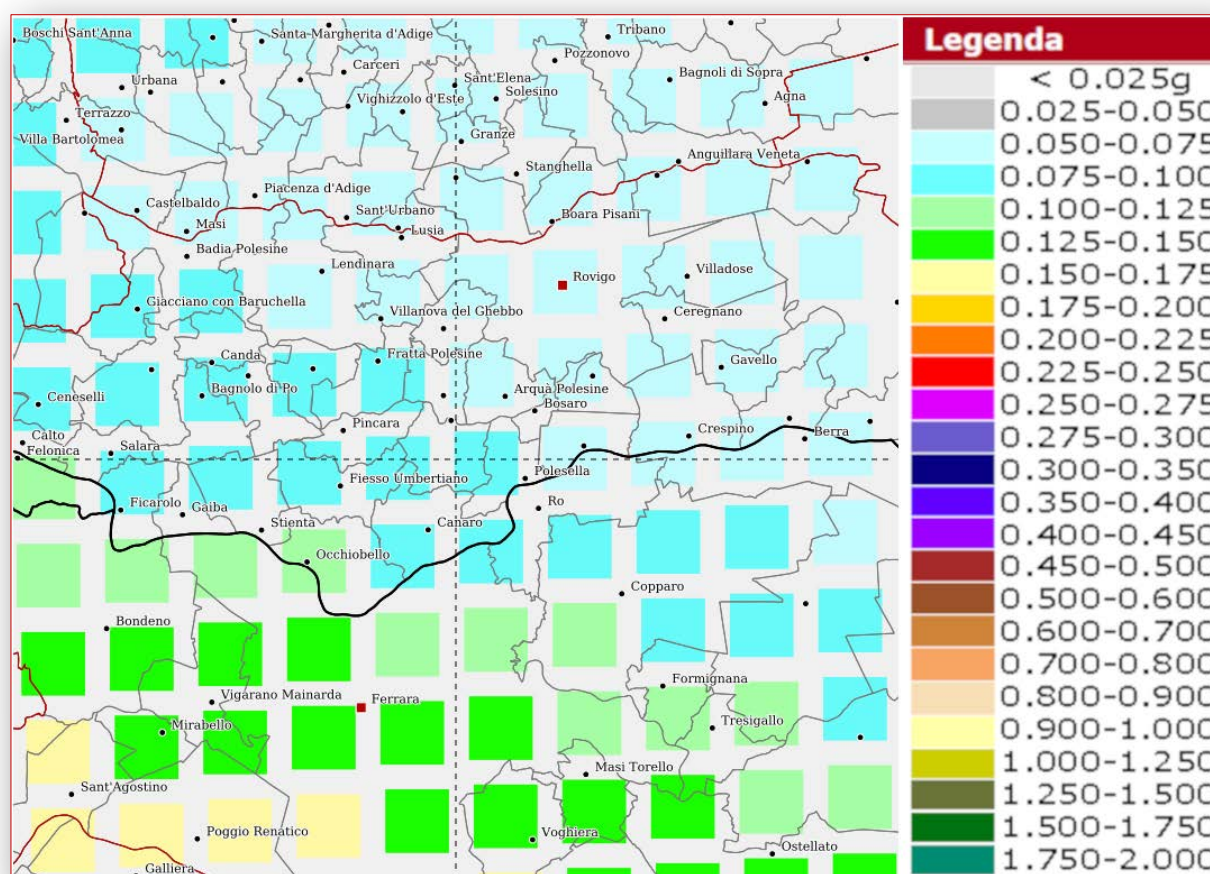 Boschi Sant'Anna
Santa Margherita d'Adige
Tribano
Carceri
Pozzonovo
Urbana
Sant'Elena
Bagnoli di Sopra
Solesino
Vighizzolo d'Este
Agna
Terrazzo
Villa Bartolomea
Granze
Stanghella
Anguillara Veneta
Piacenza d'Adige
Castelbaldo
Sant'Urbano
Boara Pisani
Masi
Lusia
Badia Polesine
Lendinara
Villadose
Rovigo
Giacciano con Baruchella
Villanova del Ghebbo
Ceregnano
Canda
Fratta Polesine
Gavello
Bagnolo di Po
Arquà Polesine
Ceneselli
Bosaro
Pincara
Crespino
Calto
Salara
Berra
Felonica
Polesella
Fiesso Umbertiano
Ficarolo
Gaiba
Ro
Stienta
Canaro
Occhiobello
Copparo
Bondeno
Formignana
Vigarano Mainarda
Ferrara
Mirabello
Tresigallo
Masi Torello
Sant'Agostino
Poggio Renatico
Voghiera
Ostellato
Galliera
Legenda
< 0.025g
0.025-0.050
0.050-0.075
0.075-0.100
0.100-0.125
0.125-0.150
0.150-0.175
0.175-0.200
0.200-0.225
0.225-0.250
0.250-0.275
0.275-0.300
0.300-0.350
0.350-0.400
0.400-0.450
0.450-0.500
0.500-0.600
0.600-0.700
0.700-0.800
0.800-0.900
0.900-1.000
1.000-1.250
1.250-1.500
1.500-1.750
1.750-2.000